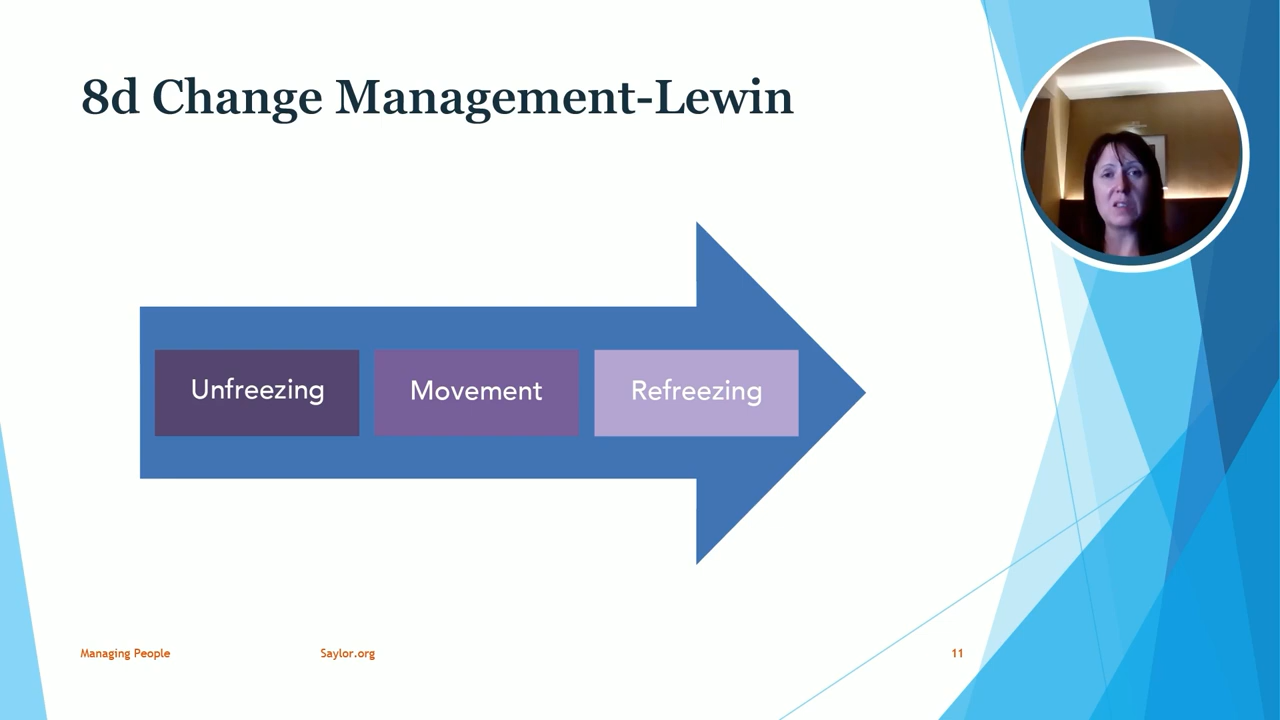 8d Change Management-Lewin
Unfreezing
Movement
Refreezing
Managing People
Saylor.org
11